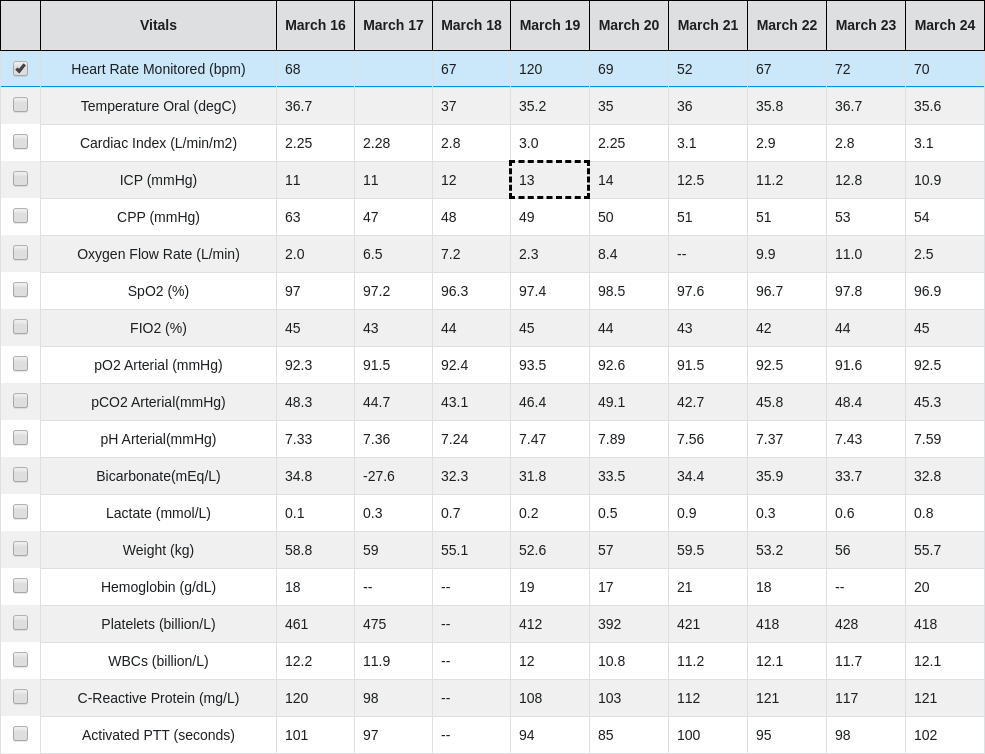 Vitals March 16 March 17 March 18 March 19 March 20 March 21 March 22 March 23 March 24
Heart Rate Monitored (bpm) 68 67 120 69 52 67 72 70
Temperature Oral (degC) 36.7 37 35.2 35 36 35.8 36.7 35.6
Cardiac Index (L/min/m2) 2.25 2.28 2.8 3.0 2.25 3.1 2.9 2.8 3.1
ICP (mmHg) 11 11 12 13 14 12.5 11.2 12.8 10.9
CPP (mmHg) 63 47 48 49 50 51 51 53 54
Oxygen Flow Rate (L/min) 2.0 6.5 7.2 2.3 8.4 -- 9.9 11.0 2.5
SpO2 (%) 97 97.2 96.3 97.4 98.5 97.6 96.7 97.8 96.9
FIO2 (%) 45 43 44 45 44 43 42 44 45
pO2 Arterial (mmHg) 92.3 91.5 92.4 93.5 92.6 91.5 92.5 91.6 92.5
pCO2 Arterial(mmHg) 48.3 44.7 43.1 46.4 49.1 42.7 45.8 48.4 45.3
pH Arterial(mmHg) 7.33 7.36 7.24 7.47 7.89 7.56 7.37 7.43 7.59
Bicarbonate(mEq/L) 34.8 -27.6 32.3 31.8 33.5 34.4 35.9 33.7 32.8
Lactate (mmol/L) 0.1 0.3 0.7 0.2 0.5 0.9 0.3 0.6 0.8
Weight (kg) 58.8 59 55.1 52.6 57 59.5 53.2 56 55.7
Hemoglobin (g/dL) 18 -- -- 19 17 21 18 -- 20
Platelets (billion/L) 461 475 -- 412 392 421 418 428 418
WBCs (billion/L) 12.2 11.9 -- 12 10.8 11.2 12.1 11.7 12.1
C-Reactive Protein (mg/L) 120 98 -- 108 103 112 121 117 121
Activated PTT (seconds) 101 97 -- 94 85 100 95 98 102